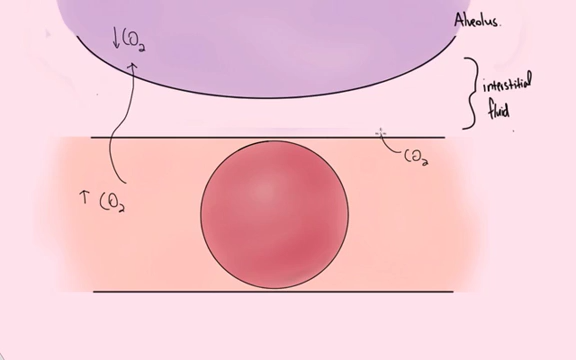 Alveolus.
↓CO₂
interstitial
fluid
CO₂
↑ CO₂